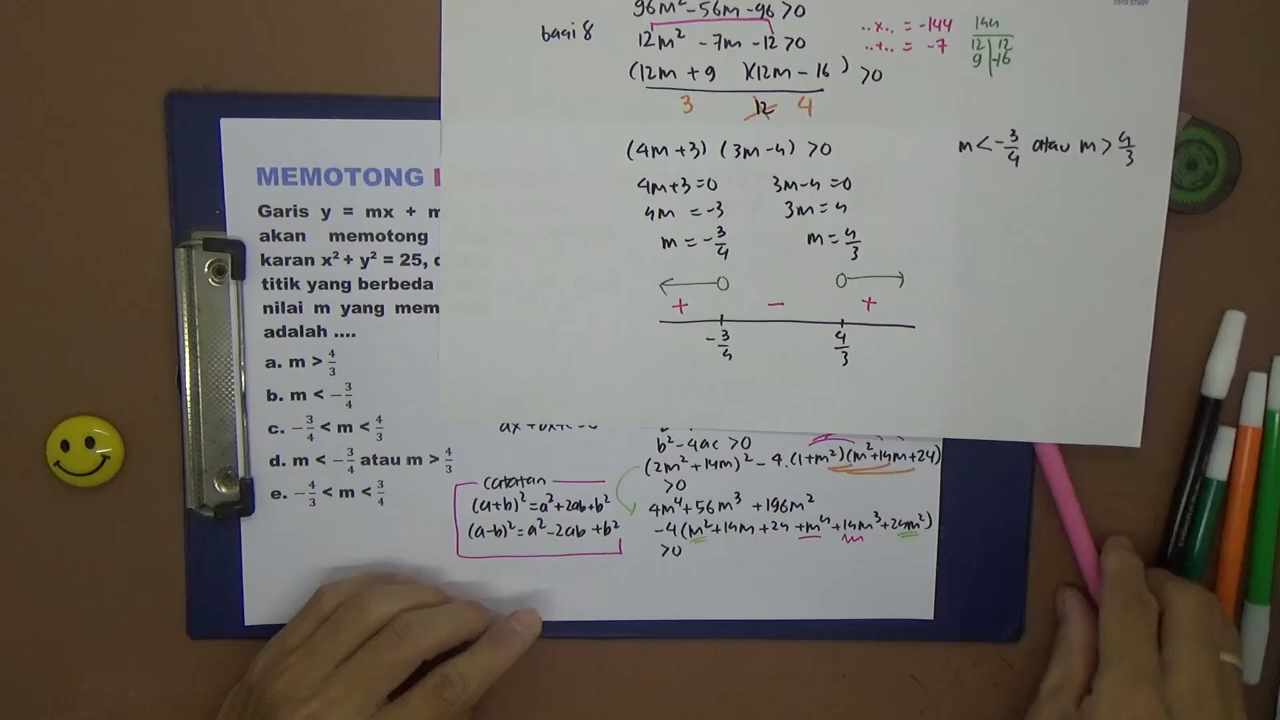 96m² - 56m - 96 > 0
bagi 8
12m² - 7m - 12 > 0
(12m + 9 )(12m - 16 ) > 0
3 12 4
..x.. = -144
..+.. = -7
144
12 | 12
9 | -16
(4m+3) (3m-4) > 0
4m+3 = 0 3m-4 = 0
4m = -3 3m = 4
m = -3/4 m = 4/3
+ - +
-3/4 4/3
m < -3/4 atau m > 4/3
MEMOTONG
Garis y = mx + m
akan memotong
karan x² + y² = 25,
titik yang berbeda
nilai m yang mem
adalah ....
a. m > 4/3
b. m < -3/4
c. -3/4 < m < 4/3
d. m < -3/4 atau m > 4/3
e. -4/3 < m < 3/4
catatan
(a+b)² = a² + 2ab + b²
(a-b)² = a² - 2ab + b²
b² - 4ac > 0
(2m² + 14m)² - 4.(1+m²)(m²+14m+24)
> 0
4m⁴ + 56m³ + 196m²
-4(m² + 14m + 24 + m⁴ + 14m³ + 24m²)
> 0